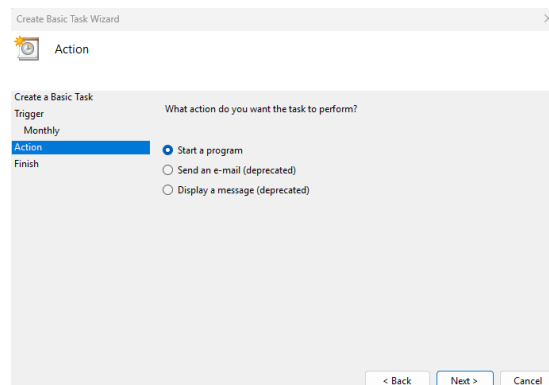 Create Basic Task Wizard
Action
Create a Basic Task
Trigger
Monthly
Action
Finish
What action do you want the task to perform?
Start a program
Send an e-mail (deprecated)
Display a message (deprecated)
< Back Next > Cancel